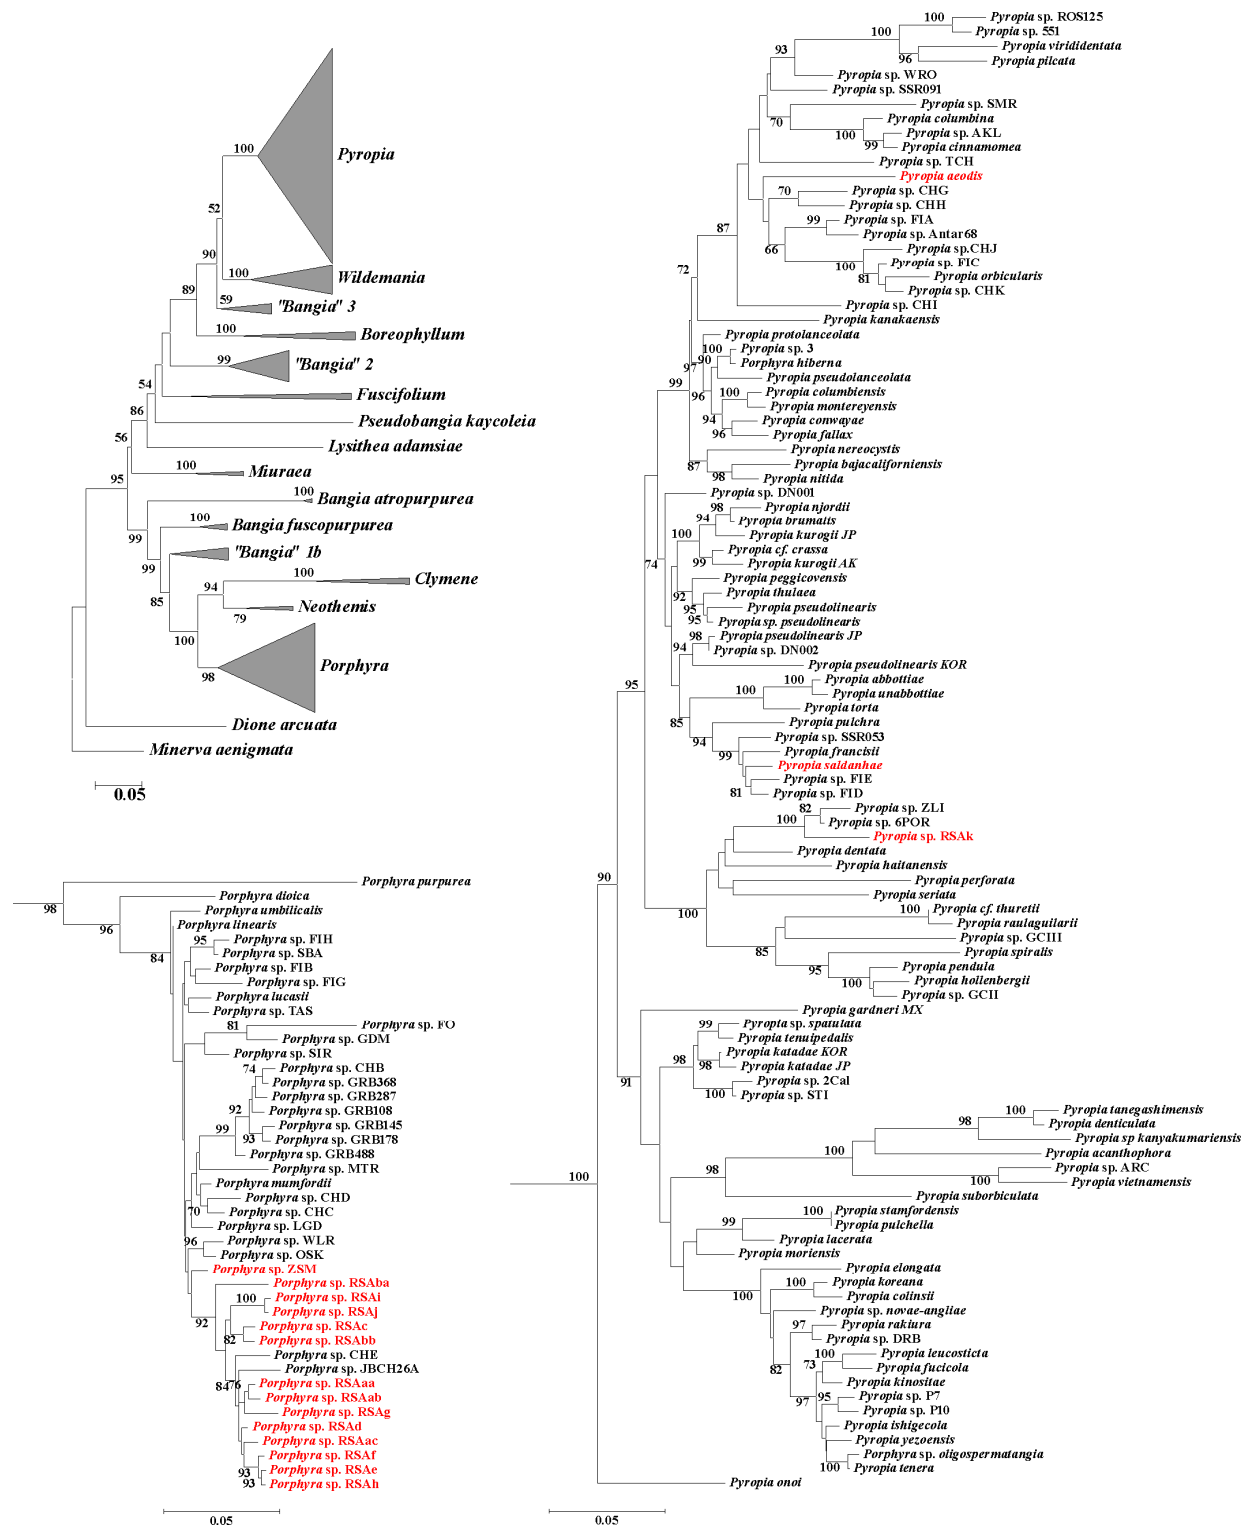 100
Pyropia
52
90
100
Wildemania
89
59
"Bangia" 3
100
Boreophyllum
99
"Bangia" 2
54
Fuscifolium
86
Pseudobangia kaycoleia
56
Lysithea adamsiae
100
Miuraea
95
100
Bangia atropurpurea
100
Bangia fuscopurpurea
99
"Bangia" 1b
99
100
Clymene
94
85
Neothemis
79
100
Porphyra
98
Dione arcuata
Minerva aenigmata
0.05
Porphyra purpurea
98
Porphyra dioica
96
Porphyra umbilicalis
Porphyra linearis
84
95
Porphyra sp. FIH
Porphyra sp. SBA
Porphyra sp. FIB
Porphyra sp. FIG
Porphyra lucasii
Porphyra sp. TAS
81
Porphyra sp. FO
Porphyra sp. GDM
Porphyra sp. SIR
74
Porphyra sp. CHB
Porphyra sp. GRB368
Porphyra sp. GRB287
92
Porphyra sp. GRB108
99
Porphyra sp. GRB145
93
Porphyra sp. GRB178
Porphyra sp. GRB488
Porphyra sp. MTR
Porphyra mumfordii
Porphyra sp. CHD
70
Porphyra sp. CHC
Porphyra sp. LGD
96
Porphyra sp. WLR
Porphyra sp. OSK
Porphyra sp. ZSM
Porphyra sp. RSAba
100
Porphyra sp. RSAi
Porphyra sp. RSAj
92
Porphyra sp. RSAc
82
Porphyra sp. RSAbb
Porphyra sp. CHE
Porphyra sp. JBCH26A
84
76
Porphyra sp. RSAaa
Porphyra sp. RSAab
Porphyra sp. RSAg
Porphyra sp. RSAd
Porphyra sp. RSAac
Porphyra sp. RSAf
93
Porphyra sp. RSAe
93
Porphyra sp. RSAh
0.05
100
Pyropia sp. ROS125
100
Pyropia sp. 551
93
Pyropia virididentata
96
Pyropia pilcata
Pyropia sp. WRO
Pyropia sp. SSR091
Pyropia sp. SMR
70
Pyropia columbina
100
Pyropia sp. AKL
99
Pyropia cinnamomea
Pyropia sp. TCH
Pyropia aeodis
70
Pyropia sp. CHG
Pyropia sp. CHH
99
Pyropia sp. FIA
87
Pyropia sp. Antar68
66
Pyropia sp.CHJ
100
Pyropia sp. FIC
72
81
Pyropia orbicularis
Pyropia sp. CHK
Pyropia sp. CHI
Pyropia kanakaensis
Pyropia protolanceolata
100
Pyropia sp. 3
90
Porphyra hiberna
97
Pyropia pseudolanceolata
99
96
100
Pyropia columbiensis
Pyropia montereyensis
94
Pyropia conwayae
96
Pyropia fallax
Pyropia nereocystis
87
Pyropia bajacaliforniensis
98
Pyropia nitida
Pyropia sp. DN001
98
Pyropia njordii
94
Pyropia brumalis
100
Pyropia kurogii JP
Pyropia cf. crassa
99
Pyropia kurogii AK
74
Pyropia peggicovensis
92
Pyropia thulaea
95
Pyropia pseudolinearis
95
Pyropia sp. pseudolinearis
98
Pyropia pseudolinearis JP
94
Pyropia sp. DN002
Pyropia pseudolinearis KOR
100
Pyropia abbottiae
95
100
Pyropia unabbottiae
Pyropia torta
85
Pyropia pulchra
94
Pyropia sp. SSR053
99
Pyropia francisii
Pyropia saldanhae
Pyropia sp. FIE
81
Pyropia sp. FID
82
Pyropia sp. ZLI
100
Pyropia sp. 6POR
Pyropia sp. RSAk
Pyropia dentata
Pyropia haitanensis
90
Pyropia perforata
Pyropia seriata
100
100
Pyropia cf. thuretii
Pyropia raulaguilarii
Pyropia sp. GCIII
85
Pyropia spiralis
95
Pyropia pendula
100
Pyropia hollenbergii
Pyropia sp. GCII
Pyropia gardneri MX
99
Pyropia sp. spatulata
Pyropia tenuipedalis
98
Pyropia katadae KOR
98
Pyropia katadae JP
91
Pyropia sp. 2Cal
100
Pyropia sp. STI
100
Pyropia tanegashimensis
98
Pyropia denticulata
Pyropia sp kanyakumariensis
100
Pyropia acanthophora
98
Pyropia sp. ARC
100
100
Pyropia vietnamensis
Pyropia suborbiculata
100
Pyropia stamfordensis
99
Pyropia pulchella
Pyropia lacerata
Pyropia moriensis
Pyropia elongata
100
100
Pyropia koreana
Pyropia colinsii
Pyropia sp. novae-angliae
97
Pyropia rakiura
Pyropia sp. DRB
82
100
Pyropia leucosticta
73
Pyropia fucicola
Pyropia kinositae
97
95
Pyropia sp. P7
Pyropia sp. P10
Pyropia ishigecola
Pyropia yezoensis
Porphyra sp. oligospermatangia
100
Pyropia tenera
Pyropia onoi
0.05